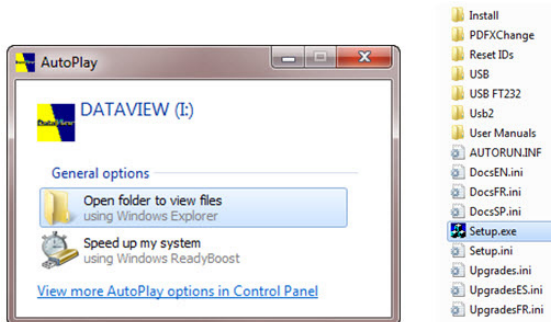 AutoPlay
DataView
DATAVIEW (I:)
General options
Open folder to view files
using Windows Explorer
Speed up my system
using Windows ReadyBoost
View more AutoPlay options in Control Panel
Install
PDFXChange
Reset IDs
USB
USB FT232
Usb2
User Manuals
AUTORUN.INF
DocsEN.ini
DocsFR.ini
DocsSP.ini
Setup.exe
Setup.ini
Upgrades.ini
UpgradesES.ini
UpgradesFR.ini